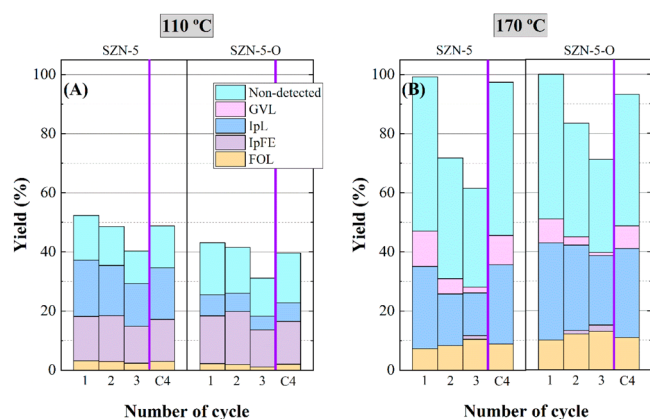 110 ºC
170 ºC
SZN-5
SZN-5-O
SZN-5
SZN-5-O
(A)
(B)
Non-detected
GVL
IpL
IpFE
FOL
Yield (%)
100
80
60
40
20
0
1 2 3 C4 1 2 3 C4
Number of cycle
Yield (%)
100
80
60
40
20
0
1 2 3 C4 1 2 3 C4
Number of cycle